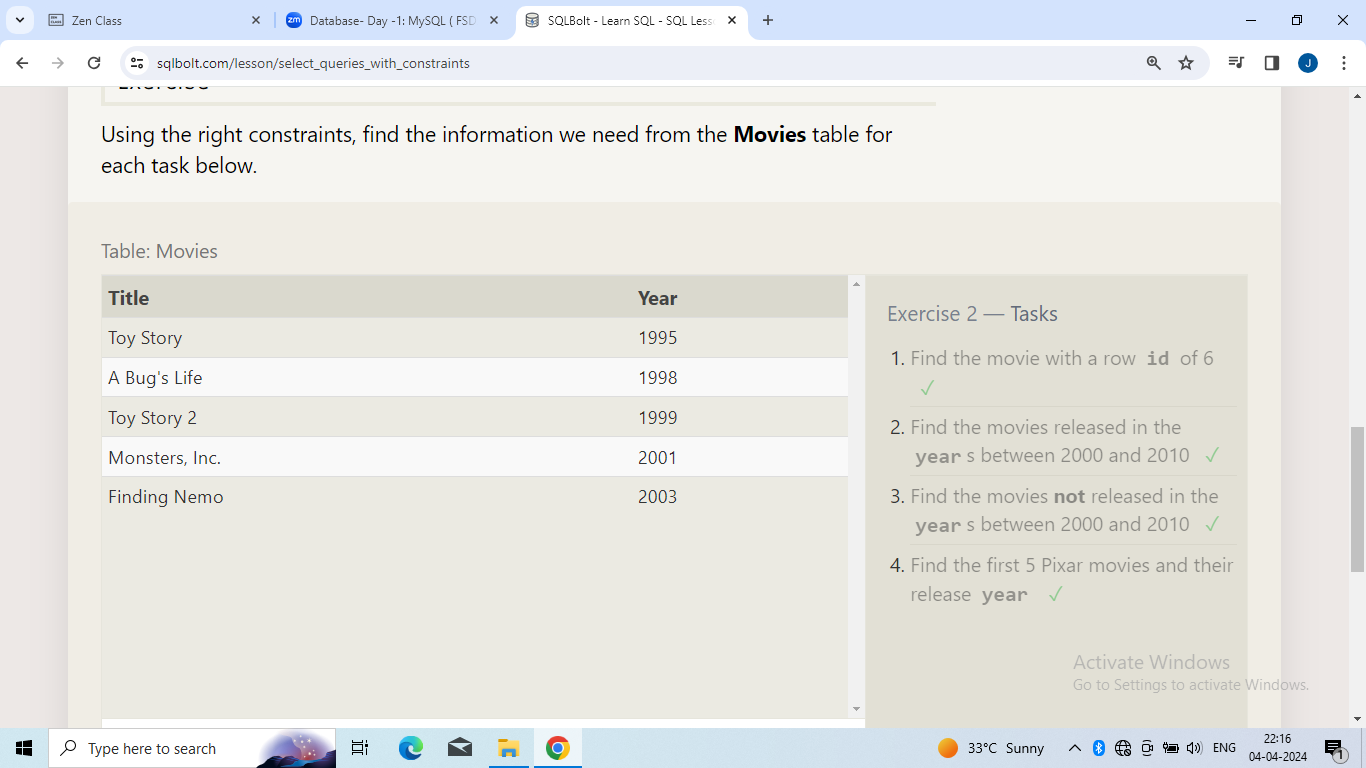 Zen Class
Database- Day -1: MySQL ( FSD
SQLBolt - Learn SQL - SQL Less
sqlbolt.com/lesson/select_queries_with_constraints
J
Using the right constraints, find the information we need from the Movies table for
each task below.
Table: Movies
Title Year
Toy Story 1995
A Bug's Life 1998
Toy Story 2 1999
Monsters, Inc. 2001
Finding Nemo 2003
Exercise 2 — Tasks
1. Find the movie with a row id of 6
✓
2. Find the movies released in the
year s between 2000 and 2010 ✓
3. Find the movies not released in the
year s between 2000 and 2010 ✓
4. Find the first 5 Pixar movies and their
release year ✓
Activate Windows
Go to Settings to activate Windows.
Type here to search
33°C Sunny
ENG
22:16
04-04-2024
1